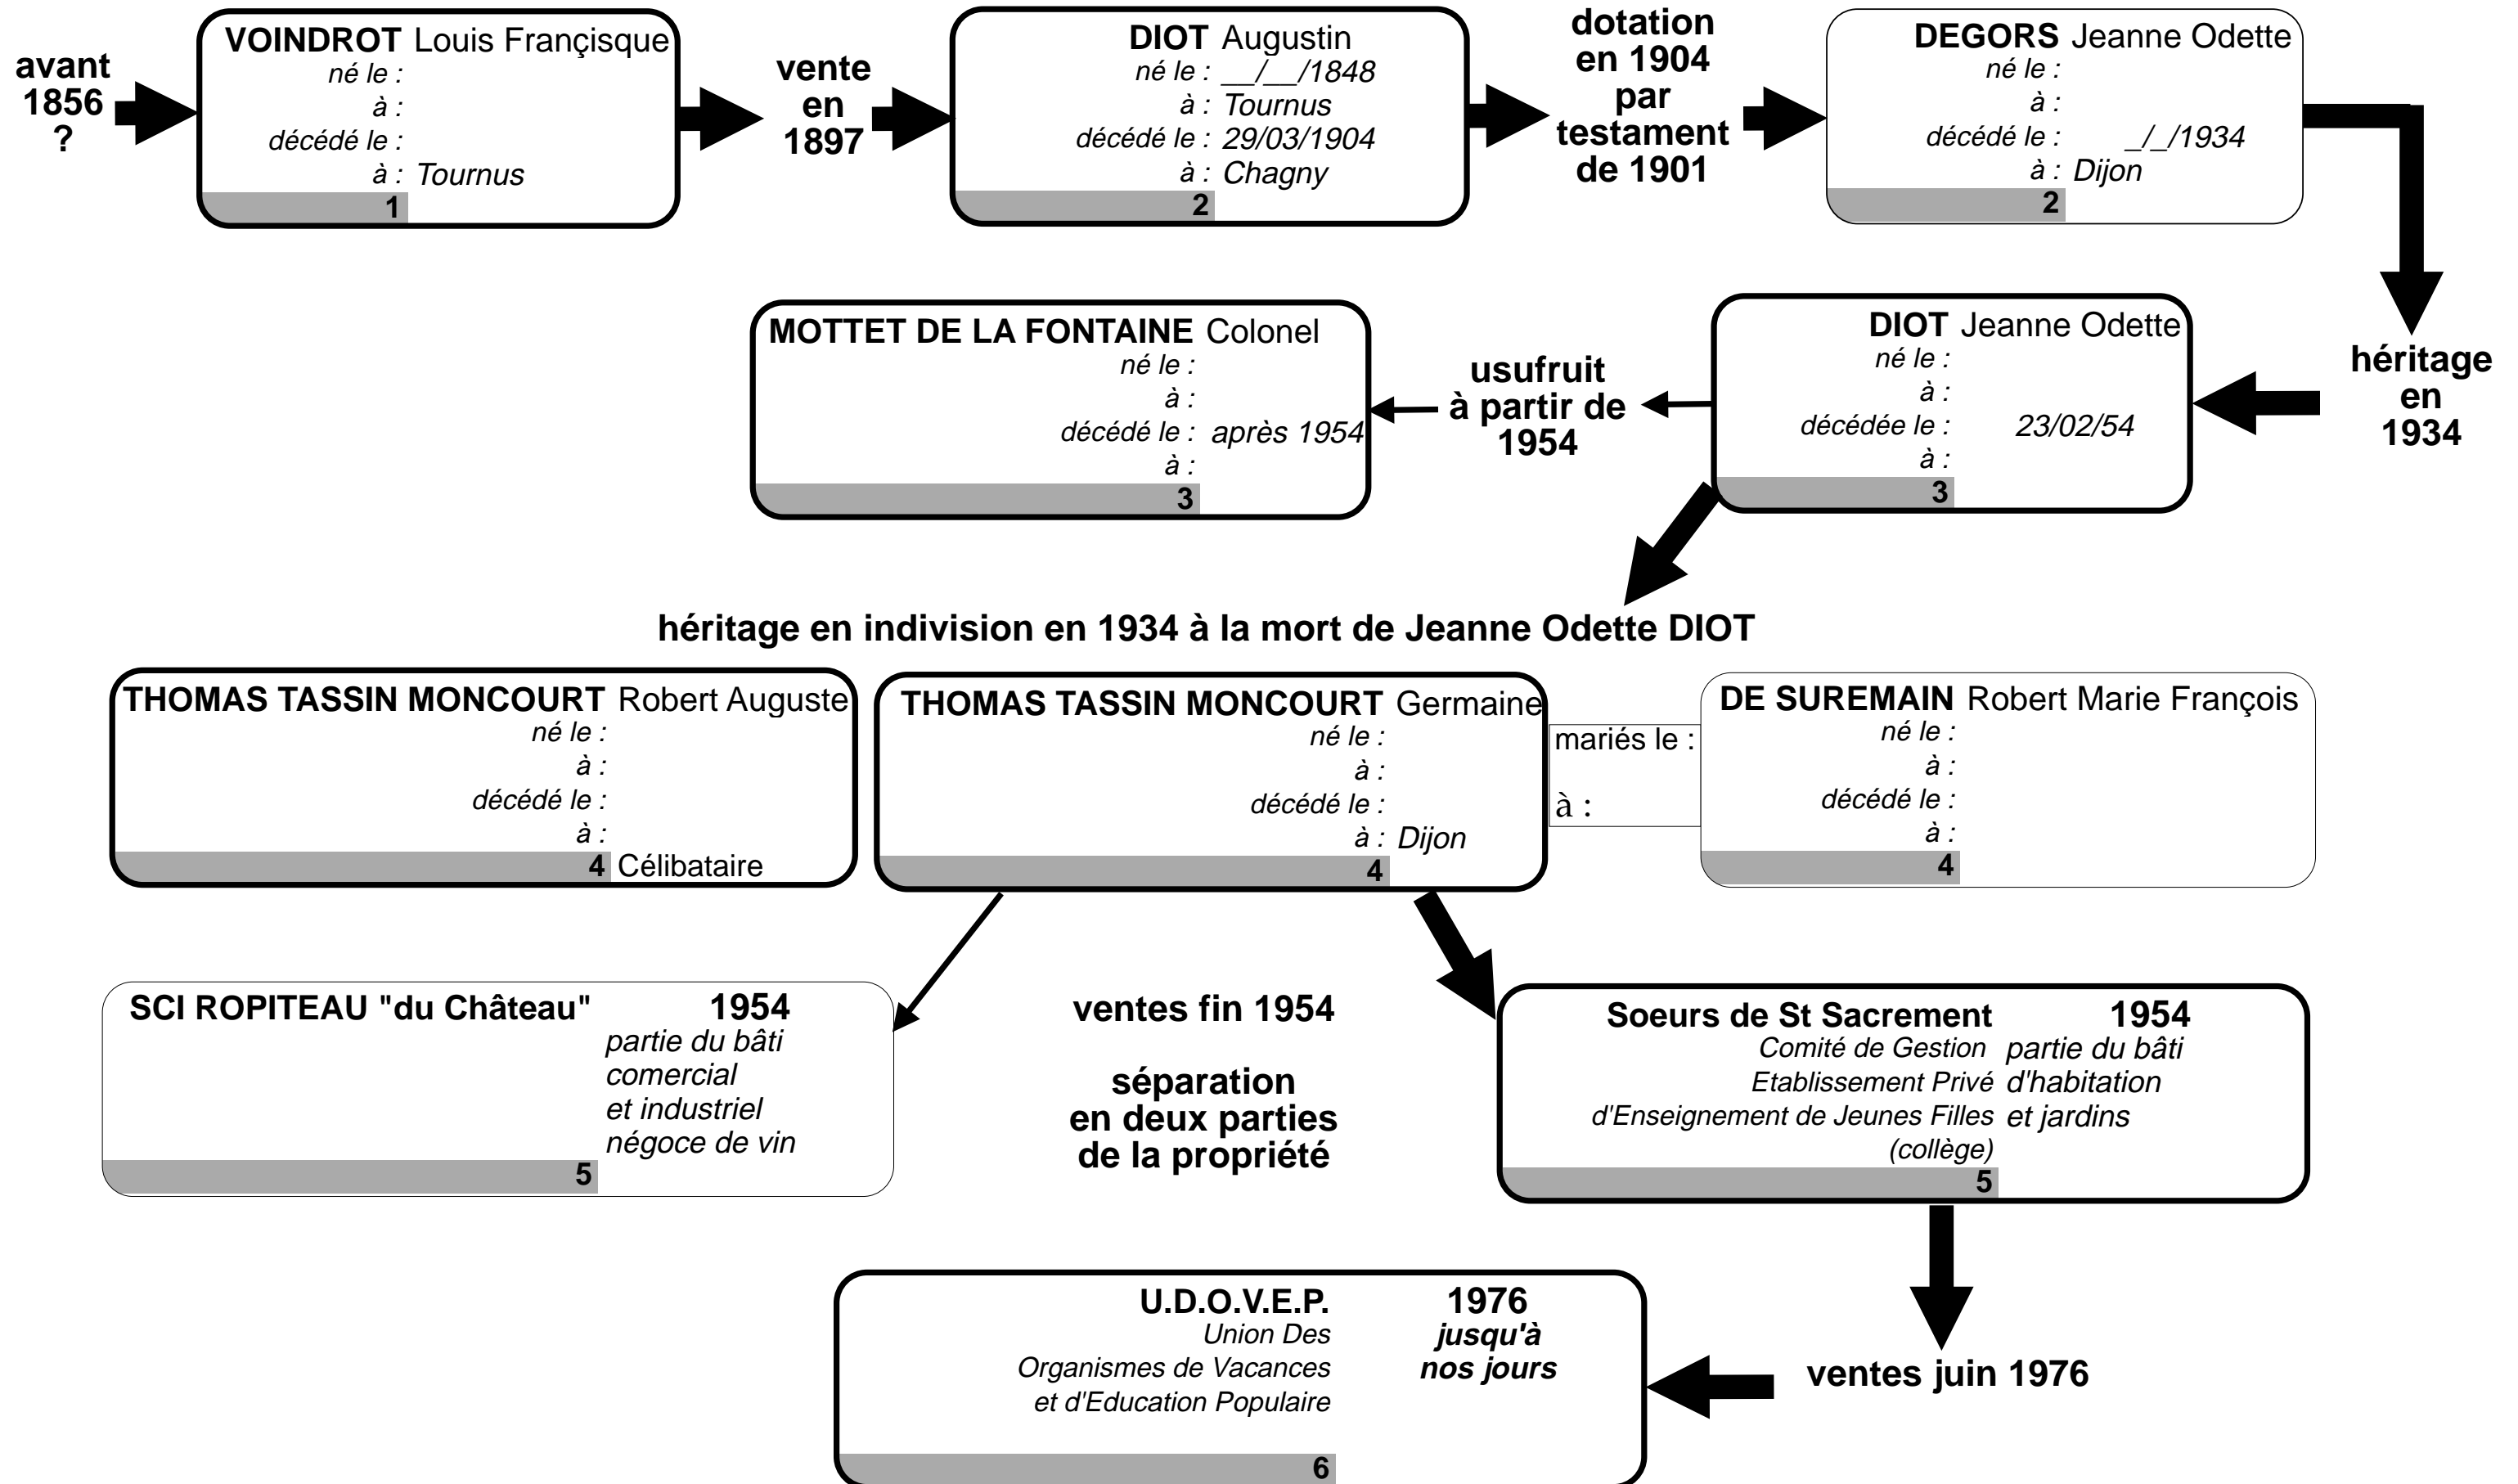 avant
1856
?
VOINDROT Louis Françisque
né le :
à :
décédé le :
à : Tournus
1
vente
en
1897
DIOT Augustin
né le : __/__/1848
à : Tournus
décédé le : 29/03/1904
à : Chagny
2
dotation
en 1904
par
testament
de 1901
DEGORS Jeanne Odette
né le :
à :
décédé le : _/_/1934
à : Dijon
2
héritage
en
1934
DIOT Jeanne Odette
né le :
à :
décédée le : 23/02/54
à :
3
usufruit
à partir de
1954
MOTTET DE LA FONTAINE Colonel
né le :
à :
décédé le : après 1954
à :
3
héritage en indivision en 1934 à la mort de Jeanne Odette DIOT
THOMAS TASSIN MONCOURT Robert Auguste
né le :
à :
décédé le :
à :
4 Célibataire
THOMAS TASSIN MONCOURT Germaine
né le :
à :
décédé le :
à : Dijon
4
mariés le :
à :
DE SUREMAIN Robert Marie François
né le :
à :
décédé le :
à :
4
SCI ROPITEAU "du Château" 1954
partie du bâti
comercial
et industriel
négoce de vin
5
ventes fin 1954
séparation
en deux parties
de la propriété
Soeurs de St Sacrement 1954
Comité de Gestion partie du bâti
Etablissement Privé d'habitation
d'Enseignement de Jeunes Filles et jardins
(collège)
5
ventes juin 1976
U.D.O.V.E.P. 1976
Union Des jusqu'à
Organismes de Vacances nos jours
et d'Education Populaire
6